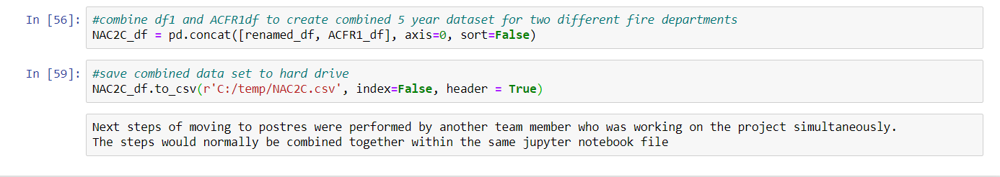 In [56]: #combine df1 and ACFR1df to create combined 5 year dataset for two different fire departments
NAC2C_df = pd.concat([renamed_df, ACFR1_df], axis=0, sort=False)
In [59]: #save combined data set to hard drive
NAC2C_df.to_csv(r'C:/temp/NAC2C.csv', index=False, header = True)
Next steps of moving to postres were performed by another team member who was working on the project simultaneously.
The steps would normally be combined together within the same jupyter notebook file